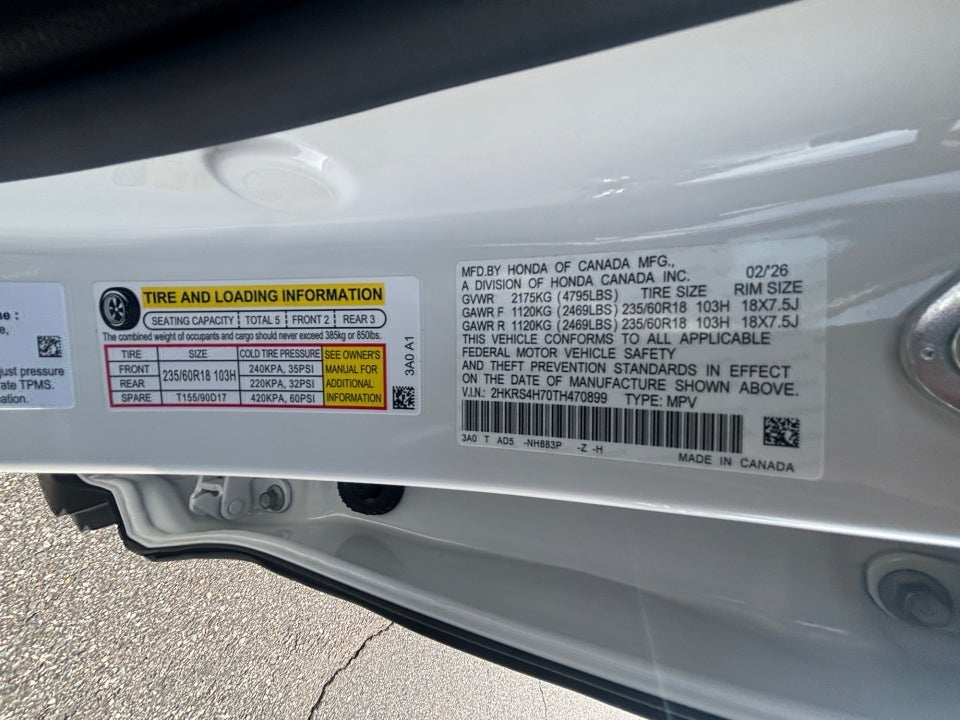 me :
e,
just pressure
rate TPMS.
mation.
TIRE AND LOADING INFORMATION
SEATING CAPACITY TOTAL 5 FRONT 2 REAR 3
The combined weight of occupants and cargo should never exceed 385kg or 850lbs.
TIRE SIZE COLD TIRE PRESSURE SEE OWNER'S MANUAL FOR ADDITIONAL INFORMATION
FRONT 235/60R18 103H 240KPA, 35PSI
REAR 220KPA, 32PSI
SPARE T155/90D17 420KPA, 60PSI
3A0 A1
MFD.BY HONDA OF CANADA MFG., 02/'26
A DIVISION OF HONDA CANADA INC.
GVWR 2175KG (4795LBS) TIRE SIZE RIM SIZE
GAWR F 1120KG (2469LBS) 235/60R18 103H 18X7.5J
GAWR R 1120KG (2469LBS) 235/60R18 103H 18X7.5J
THIS VEHICLE CONFORMS TO ALL APPLICABLE
FEDERAL MOTOR VEHICLE SAFETY
AND THEFT PREVENTION STANDARDS IN EFFECT
ON THE DATE OF MANUFACTURE SHOWN ABOVE.
V.I.N.: 2HKRS4H70TH470899 TYPE: MPV
3A0 T AD5 -NH883P -Z -H
MADE IN CANADA